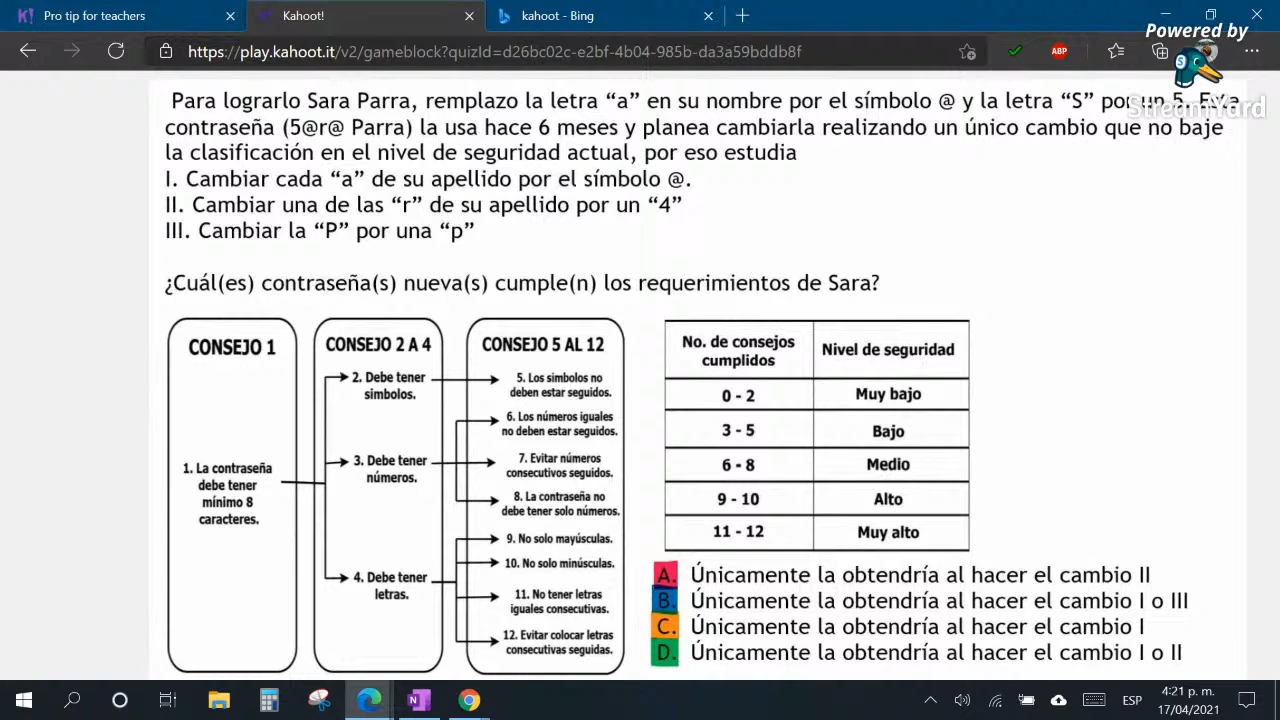 Pro tip for teachers
Kahoot!
kahoot - Bing
https://play.kahoot.it/v2/gameblock?quizId=d26bc02c-e2bf-4b04-985b-da3a59bddb8f
ABP
Powered by
StreamYard
Para lograrlo Sara Parra, remplazo la letra “a” en su nombre por el símbolo @ y la letra “S” por un 5. Esta
contraseña (5@r@ Parra) la usa hace 6 meses y planea cambiarla realizando un único cambio que no baje
la clasificación en el nivel de seguridad actual, por eso estudia
I. Cambiar cada “a” de su apellido por el símbolo @.
II. Cambiar una de las “r” de su apellido por un “4”
III. Cambiar la “P” por una “p”
¿Cuál(es) contraseña(s) nueva(s) cumple(n) los requerimientos de Sara?
CONSEJO 1
1. La contraseña
debe tener
mínimo 8
caracteres.
CONSEJO 2 A 4
2. Debe tener
simbolos.
3. Debe tener
números.
4. Debe tener
letras.
CONSEJO 5 AL 12
5. Los simbolos no
deben estar seguidos.
6. Los números iguales
no deben estar seguidos.
7. Evitar números
consecutivos seguidos.
8. La contraseña no
debe tener solo números.
9. No solo mayúsculas.
10. No solo minúsculas.
11. No tener letras
iguales consecutivas.
12. Evitar colocar letras
consecutivas seguidas.
No. de consejos cumplidos Nivel de seguridad
0 - 2 Muy bajo
3 - 5 Bajo
6 - 8 Medio
9 - 10 Alto
11 - 12 Muy alto
A. Únicamente la obtendría al hacer el cambio II
B. Únicamente la obtendría al hacer el cambio I o III
C. Únicamente la obtendría al hacer el cambio I
D. Únicamente la obtendría al hacer el cambio I o II
ESP
4:21 p. m.
17/04/2021